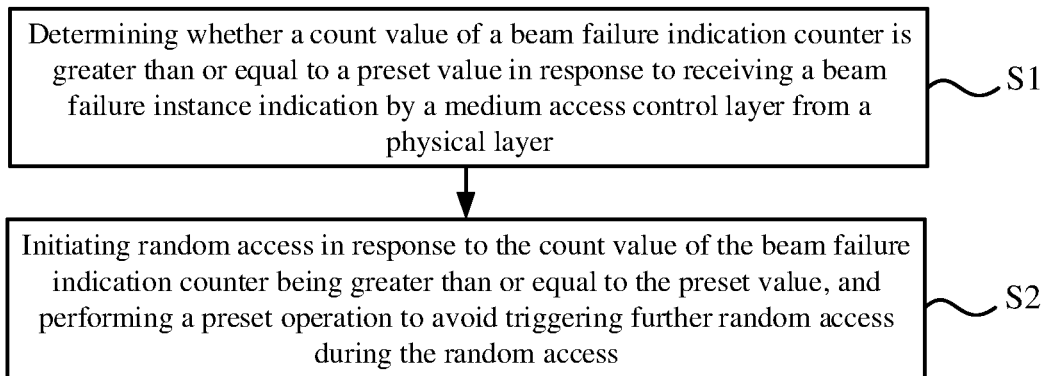 Determining whether a count value of a beam failure indication counter is
greater than or equal to a preset value in response to receiving a beam
failure instance indication by a medium access control layer from a
physical layer
S1
Initiating random access in response to the count value of the beam failure
indication counter being greater than or equal to the preset value, and
performing a preset operation to avoid triggering further random access
during the random access
S2